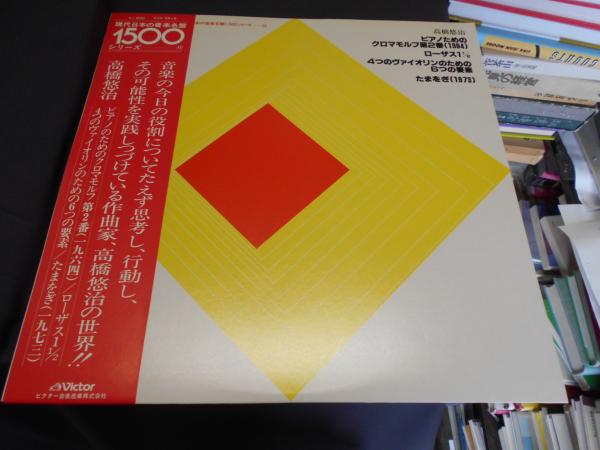 現代日本の音楽名盤
1500
シリーズ
音楽の今日の役割についてたえず思考し、行動し、
その可能性を実践しつづけている作曲家、高橋悠治の世界!!
高橋悠治
ピアノのためのクロマモルフ第2番(一九六四)/ローザス1½
4つのヴァイオリンのための6つの要素/たまをぎ(一九七三)
Victor
ビクター音楽産業株式会社
高橋悠治
ピアノための
クロマモルフ第2番(1964)
ローザス1½
4つのヴァイオリンのための
6つの要素
たまをぎ(1973)